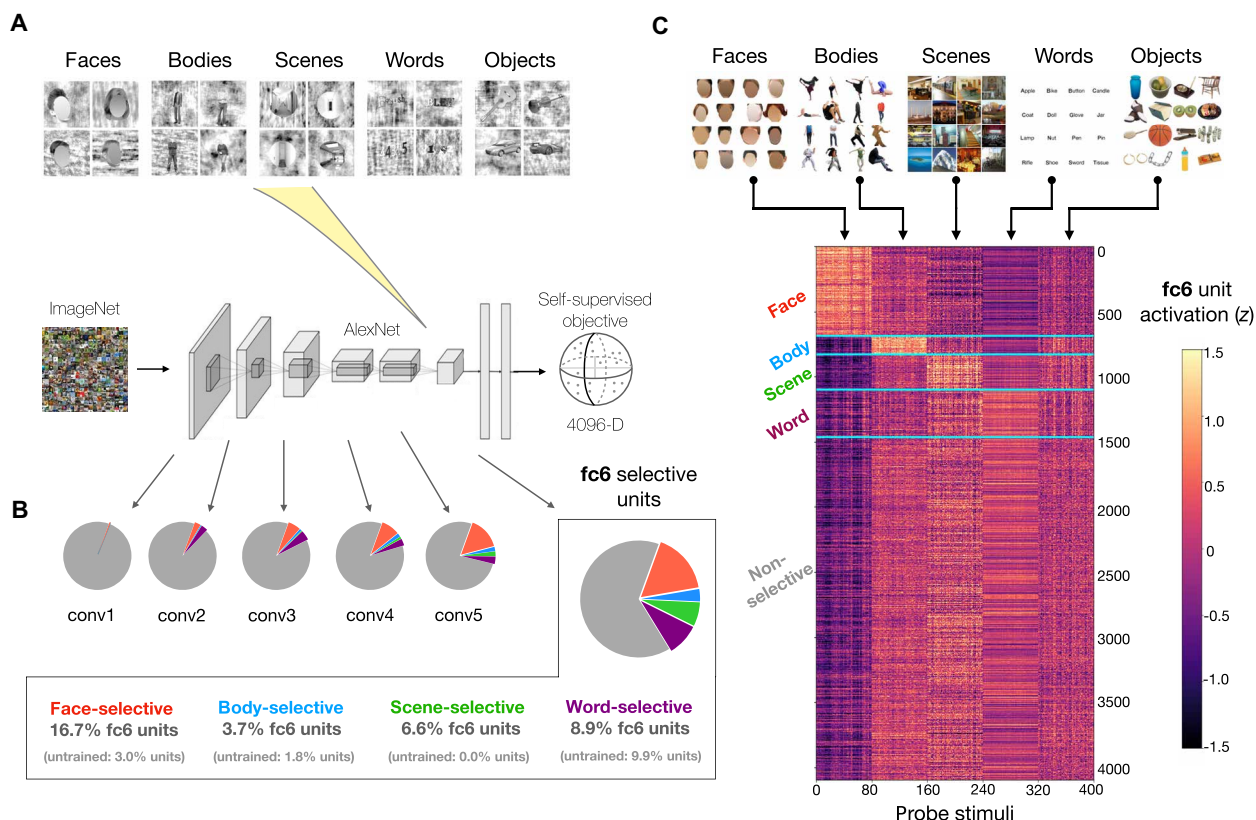 A
Faces Bodies Scenes Words Objects
ImageNet
AlexNet
Self-supervised
objective
4096-D
fc6 selective
units
B
conv1 conv2 conv3 conv4 conv5
Face-selective
16.7% fc6 units
(untrained: 3.0% units)
Body-selective
3.7% fc6 units
(untrained: 1.8% units)
Scene-selective
6.6% fc6 units
(untrained: 0.0% units)
Word-selective
8.9% fc6 units
(untrained: 9.9% units)
C
Faces Bodies Scenes Words Objects
Apple Bike Button Candle
Coat Doll Glove Jar
Lamp Nut Pen Pin
Rifle Shoe Sword Tissue
Face
Body
Scene
Word
Non-
selective
0
500
1000
1500
2000
2500
3000
3500
4000
0 80 160 240 320 400
Probe stimuli
fc6 unit
activation (z)
1.5
1.0
0.5
0
-0.5
-1.0
-1.5